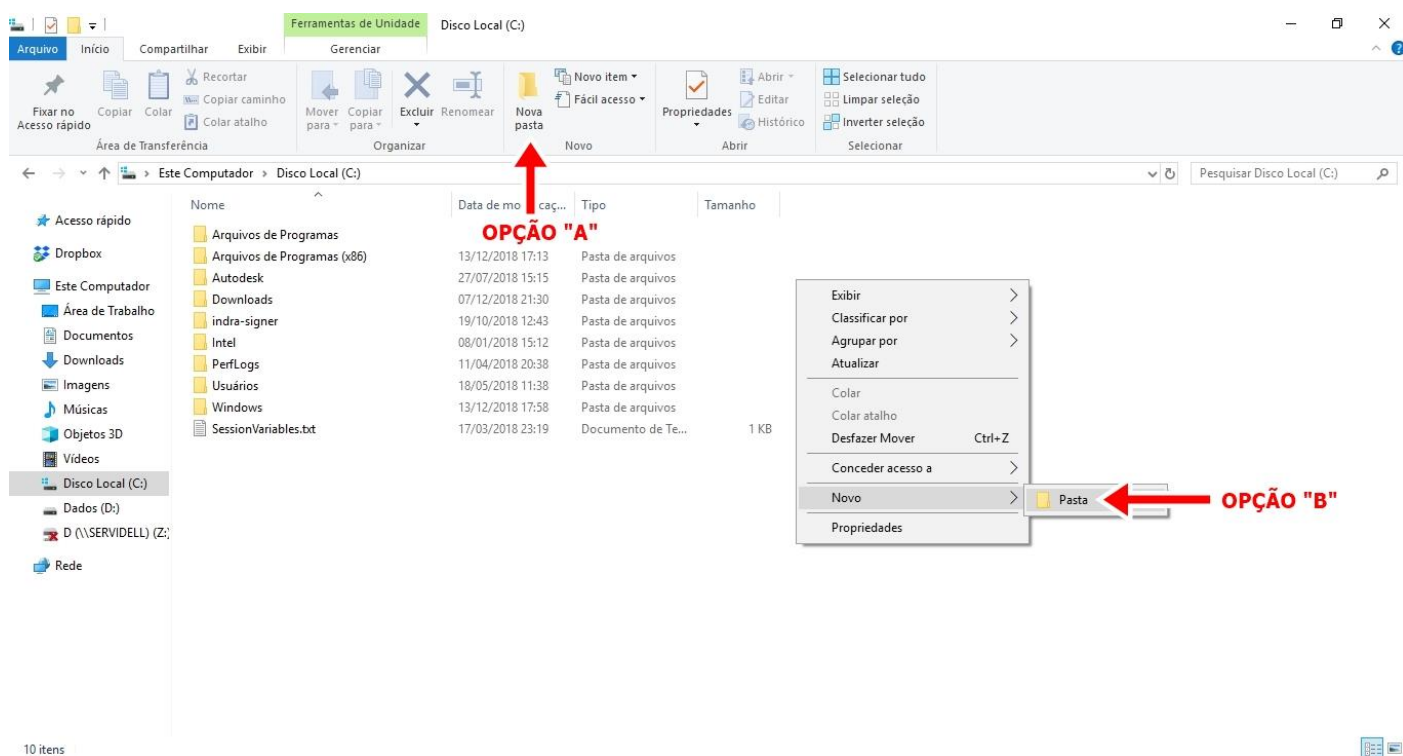 Ferramentas de Unidade Disco Local (C:)
Arquivo Início Compartilhar Exibir Gerenciar
Fixar no Acesso rápido
Copiar
Colar
Recortar
Copiar caminho
Colar atalho
Área de Transferência
Mover para
Copiar para
Excluir
Renomear
Organizar
Nova pasta
Novo item
Fácil acesso
Novo
Propriedades
Abrir
Editar
Histórico
Abrir
Selecionar tudo
Limpar seleção
Inverter seleção
Selecionar
Este Computador > Disco Local (C:)
Pesquisar Disco Local (C:)
OPÇÃO "A"
Acesso rápido
Dropbox
Este Computador
Área de Trabalho
Documentos
Downloads
Imagens
Músicas
Objetos 3D
Vídeos
Disco Local (C:)
Dados (D:)
D (\\SERVIDELL) (Z:)
Rede
Nome Data de mo caç... Tipo Tamanho
Arquivos de Programas
Arquivos de Programas (x86) 13/12/2018 17:13 Pasta de arquivos
Autodesk 27/07/2018 15:15 Pasta de arquivos
Downloads 07/12/2018 21:30 Pasta de arquivos
indra-signer 19/10/2018 12:43 Pasta de arquivos
Intel 08/01/2018 15:12 Pasta de arquivos
PerfLogs 11/04/2018 20:38 Pasta de arquivos
Usuários 18/05/2018 11:38 Pasta de arquivos
Windows 13/12/2018 17:58 Pasta de arquivos
SessionVariables.txt 17/03/2018 23:19 Documento de Te... 1 KB
Exibir
Classificar por
Agrupar por
Atualizar
Colar
Colar atalho
Desfazer Mover Ctrl+Z
Conceder acesso a
Novo
Propriedades
Pasta
OPÇÃO "B"
10 itens